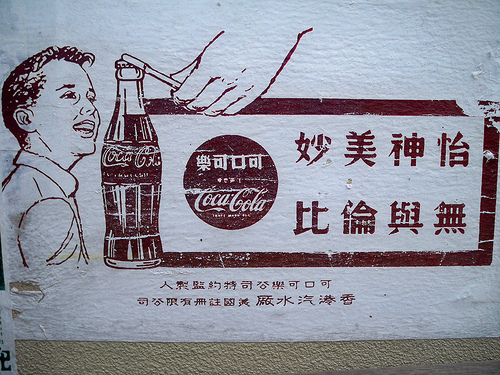 怡神美妙
無與倫比
可口可樂
Coca-Cola
Coca-Cola
可口可樂公司特約監製人
香港汽水廠 美國註冊有限公司